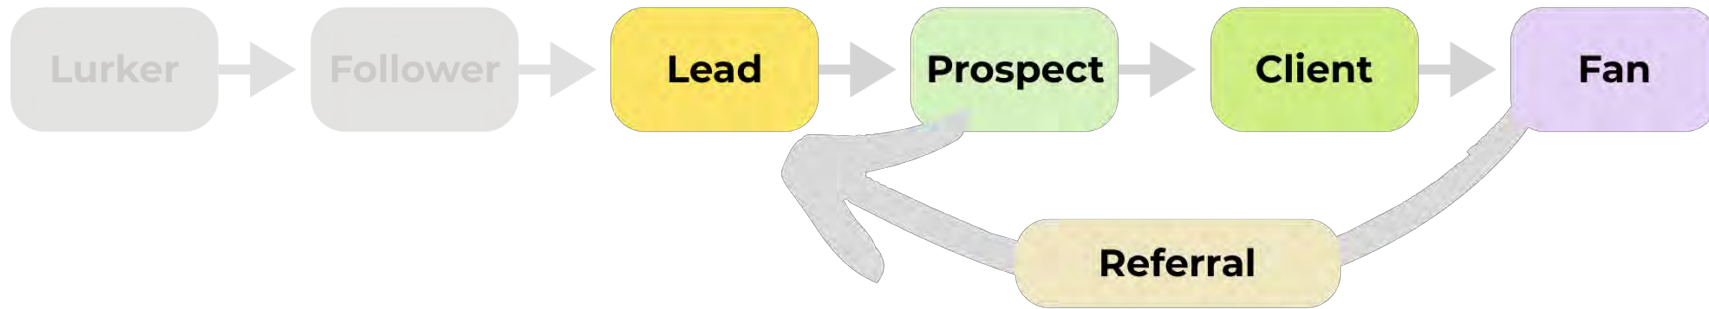 Lurker
Follower
Lead
Prospect
Client
Fan
Referral